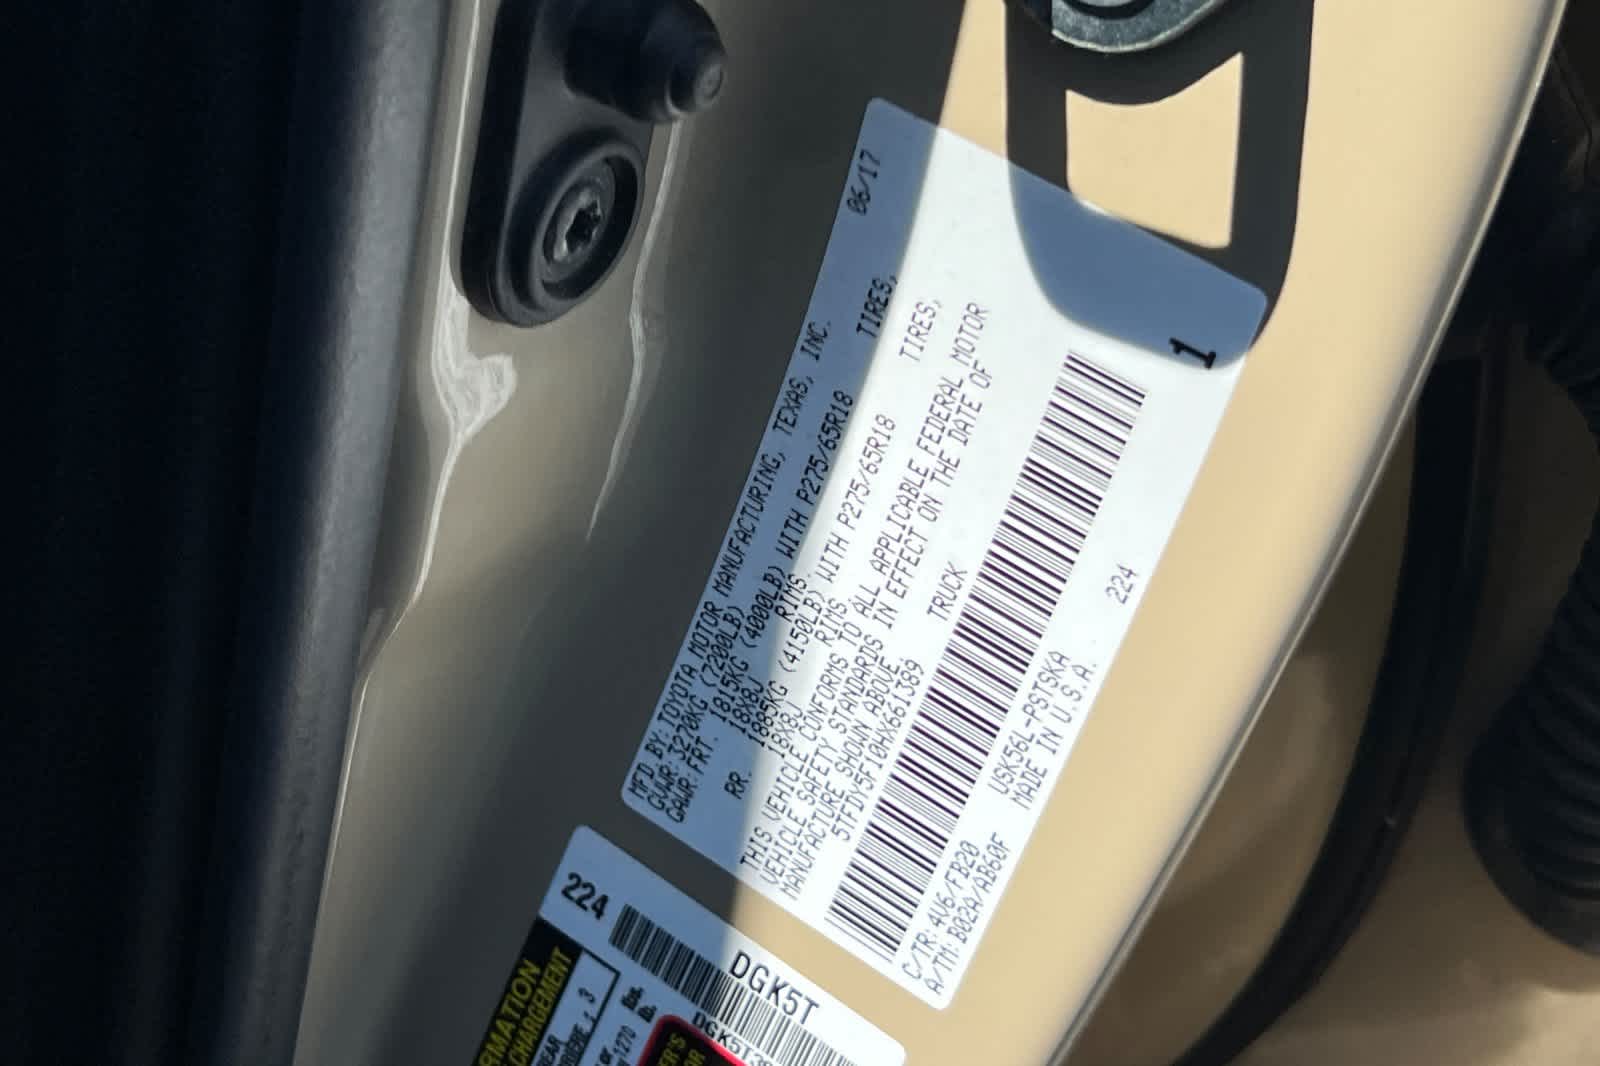 MFD BY: TOYOTA MOTOR MANUFACTURING, TEXAS, INC. 06/17
GVWR: 3270KG (7200LB)
GAWR: FRT. 1815KG (4000LB) WITH P275/65R18 TIRES,
18X8J RIMS.
RR. 1885KG (4150LB) WITH P275/65R18 TIRES,
18X8J RIMS
THIS VEHICLE CONFORMS TO ALL APPLICABLE FEDERAL MOTOR
VEHICLE SAFETY STANDARDS IN EFFECT ON THE DATE OF
MANUFACTURE SHOWN ABOVE.
5TFDY5F10HX661389 TRUCK
1
C/TR: 4V6/FB20 USK56L-PSTSKA 224
A/TM: B02A/AB60F MADE IN U.S.A.
224
DGK5T